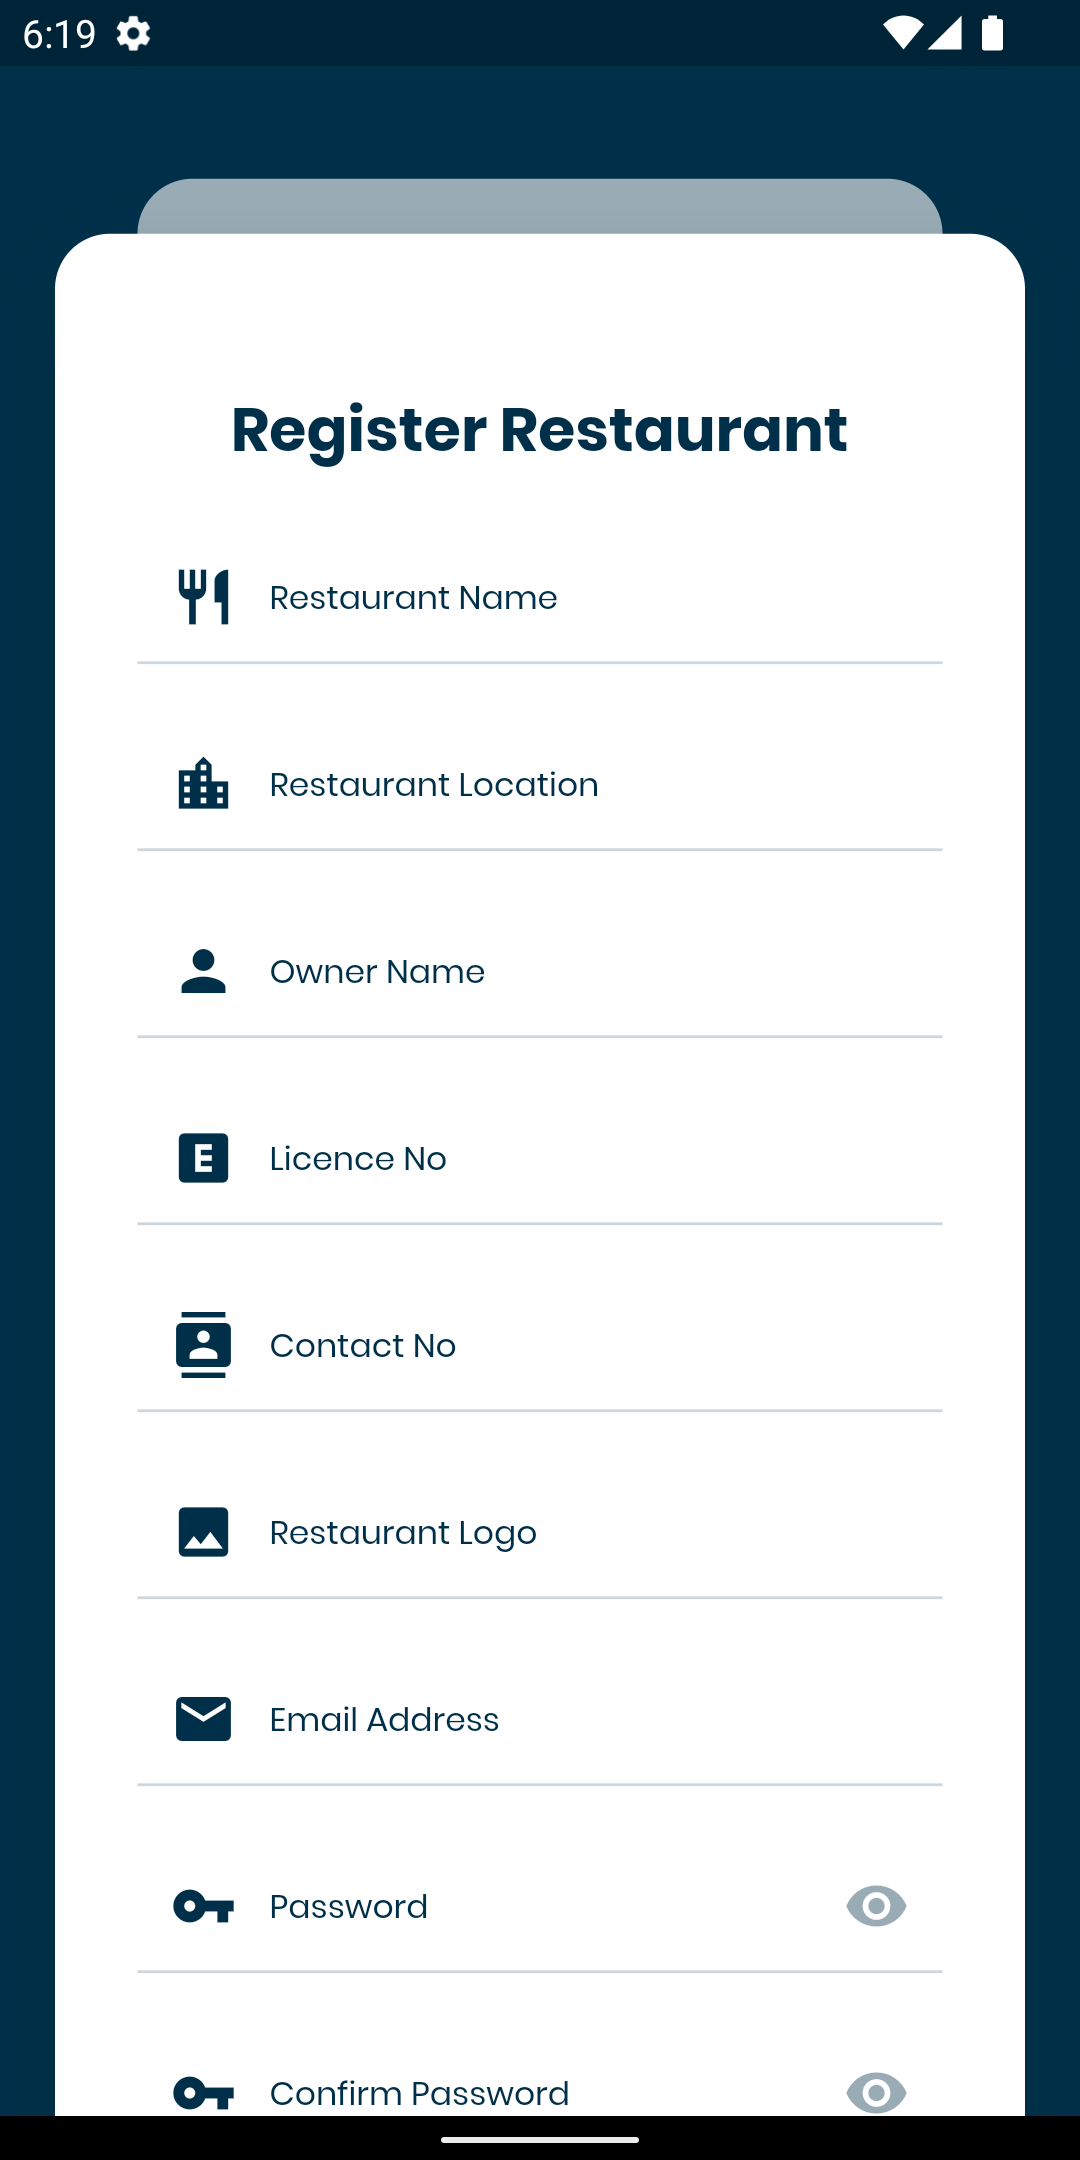 6:19
Register Restaurant
Restaurant Name
Restaurant Location
Owner Name
E Licence No
Contact No
Restaurant Logo
Email Address
Password
Confirm Password